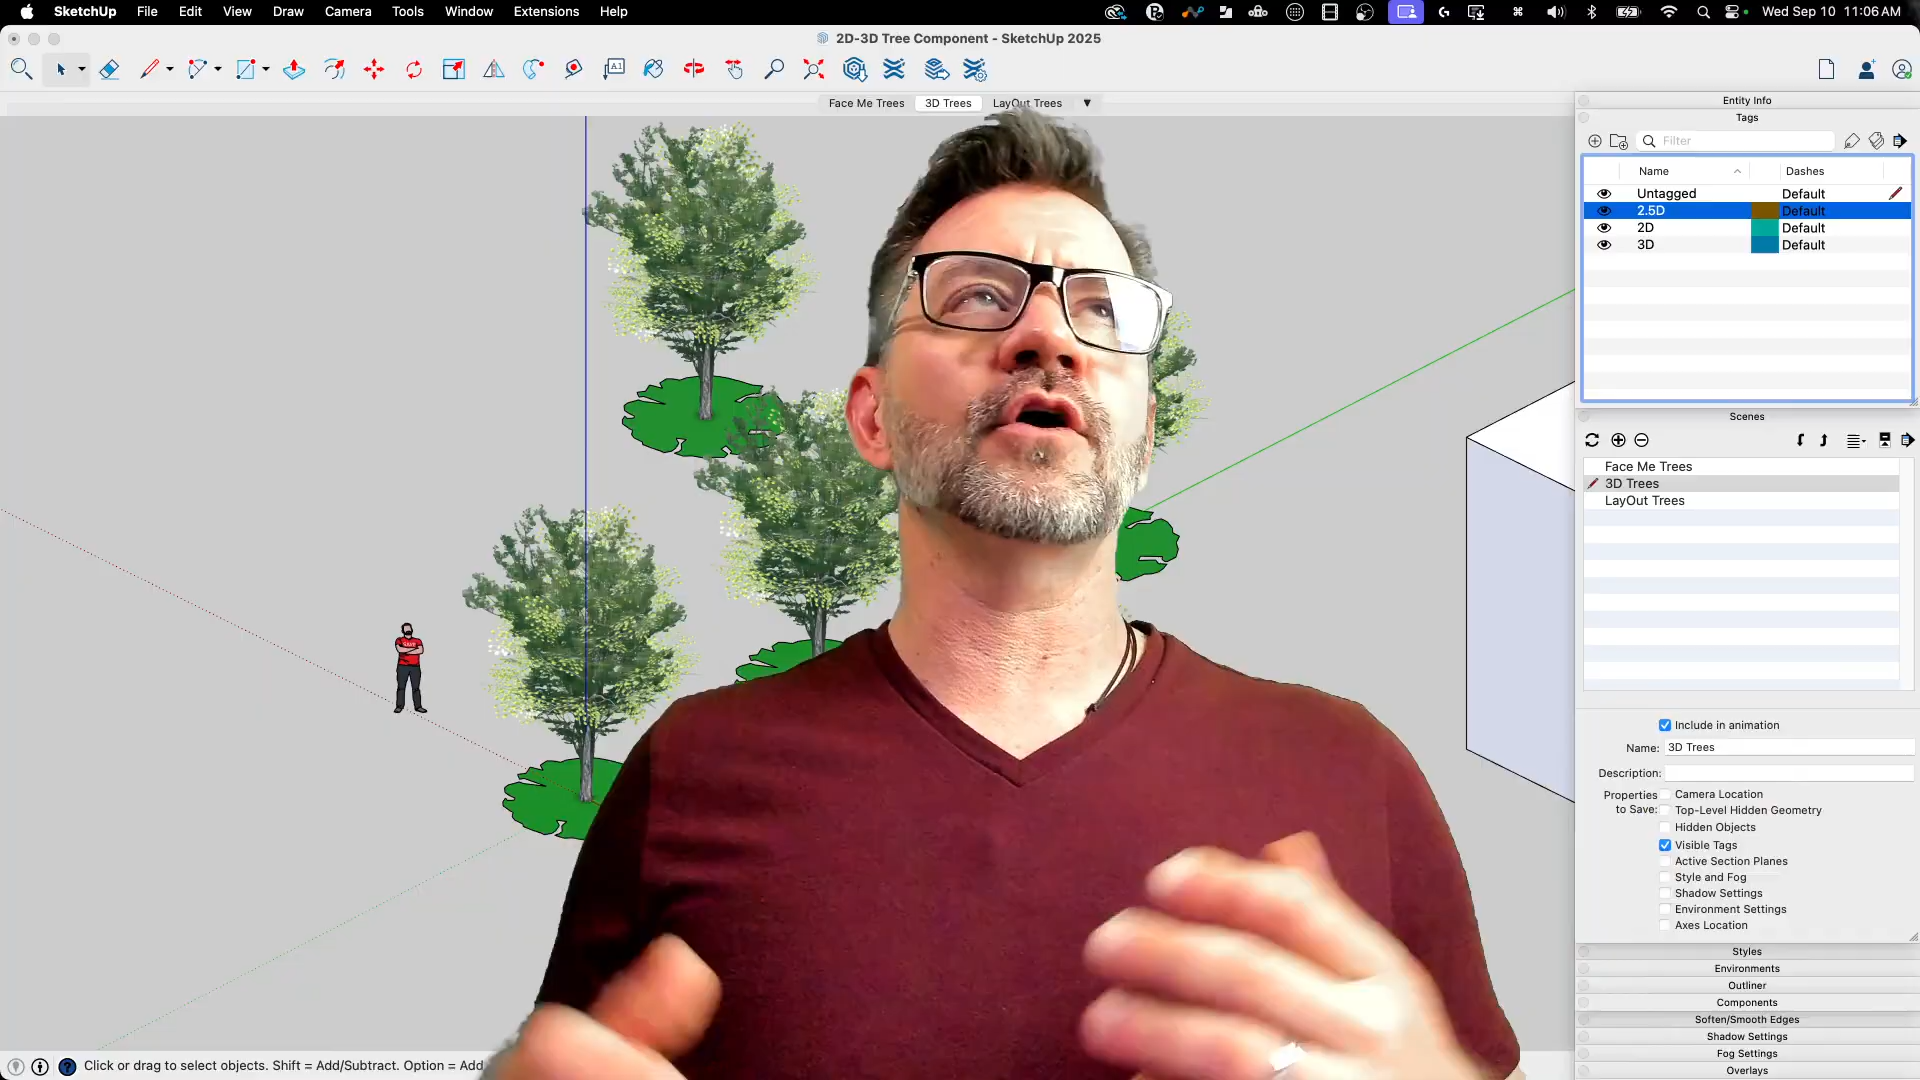 SketchUp File Edit View Draw Camera Tools Window Extensions Help Wed Sep 10 11:06 AM
2D-3D Tree Component - SketchUp 2025
A1
Face Me Trees 3D Trees LayOut Trees
Entity Info
Tags
Filter
Name Dashes
Untagged Default
2.5D Default
2D Default
3D Default
Scenes
Face Me Trees
3D Trees
LayOut Trees
Include in animation
Name: 3D Trees
Description:
Properties to Save:
Camera Location
Top-Level Hidden Geometry
Hidden Objects
Visible Tags
Active Section Planes
Style and Fog
Shadow Settings
Environment Settings
Axes Location
Styles
Environments
Outliner
Components
Soften/Smooth Edges
Shadow Settings
Fog Settings
Overlays
Click or drag to select objects. Shift = Add/Subtract. Option = Add